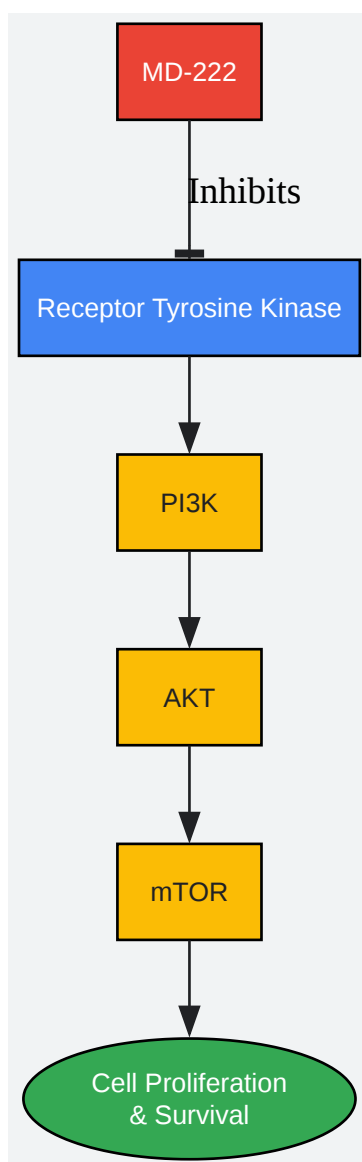 MD-222
Inhibits
Receptor Tyrosine Kinase
PI3K
AKT
mTOR
Cell Proliferation
& Survival